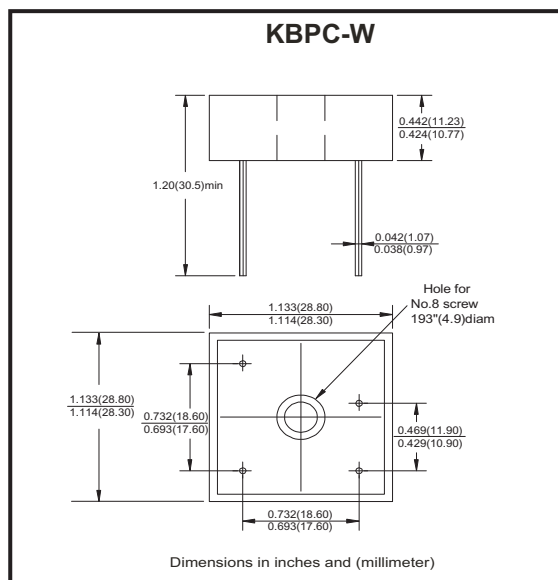 KBPC-W
0.442(11.23)
0.424(10.77)
1.20(30.5)min
0.042(1.07)
0.038(0.97)
Hole for
No.8 screw
193"(4.9)diam
1.133(28.80)
1.114(28.30)
1.133(28.80)
1.114(28.30)
0.732(18.60)
0.693(17.60)
0.469(11.90)
0.429(10.90)
0.732(18.60)
0.693(17.60)
Dimensions in inches and (millimeter)